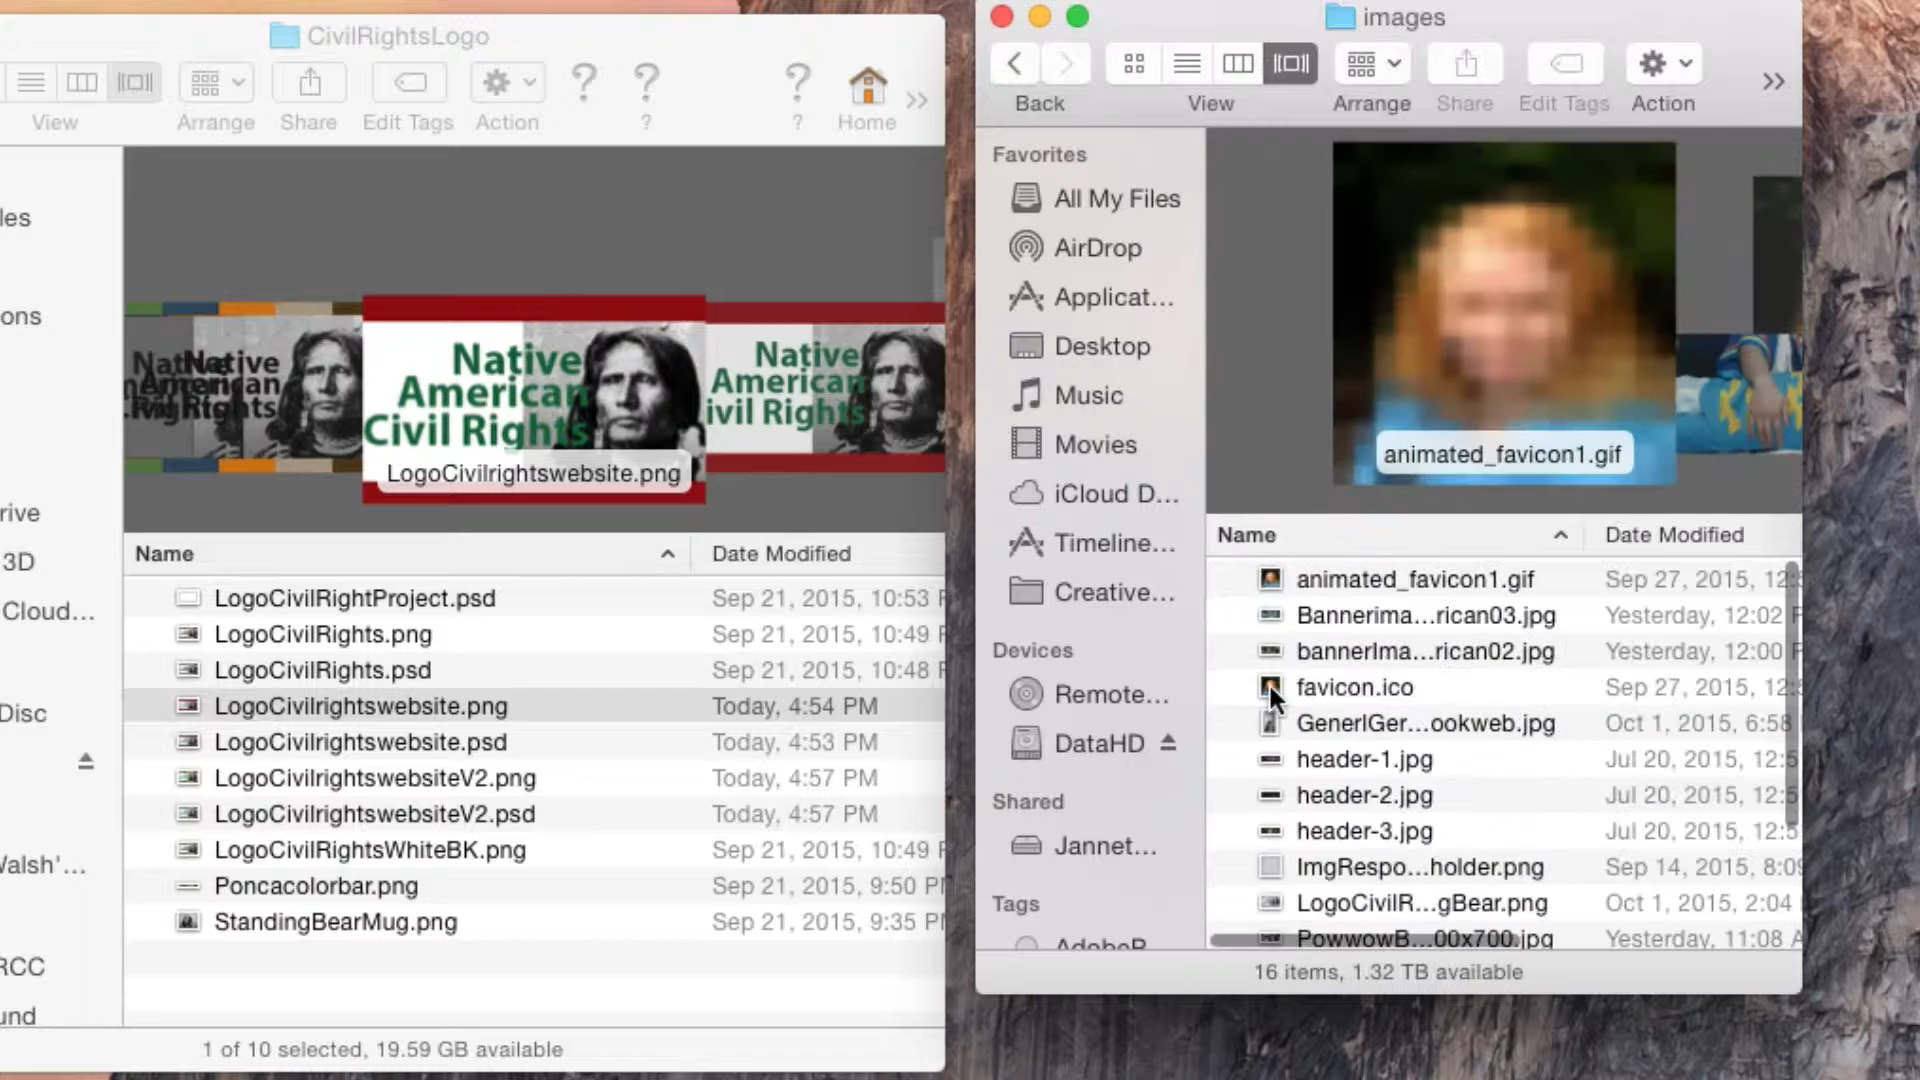 CivilRightsLogo
View
Arrange
Share
Edit Tags
Action
?
?
Home
les
ons
rive
3D
Cloud...
Disc
Valsh'...
RCC
und
Native
American
Civil Rights
Native
American
Civil Rights
Native
American
ivil Rights
LogoCivilrightswebsite.png
Name
Date Modified
LogoCivilRightProject.psd Sep 21, 2015, 10:53
LogoCivilRights.png Sep 21, 2015, 10:49
LogoCivilRights.psd Sep 21, 2015, 10:48
LogoCivilrightswebsite.png Today, 4:54 PM
LogoCivilrightswebsite.psd Today, 4:53 PM
LogoCivilrightswebsiteV2.png Today, 4:57 PM
LogoCivilrightswebsiteV2.psd Today, 4:57 PM
LogoCivilRightsWhiteBK.png Sep 21, 2015, 10:49
Poncacolorbar.png Sep 21, 2015, 9:50 PM
StandingBearMug.png Sep 21, 2015, 9:35 PM
1 of 10 selected, 19.59 GB available
images
Back
View
Arrange
Share
Edit Tags
Action
Favorites
All My Files
AirDrop
Applicat...
Desktop
Music
Movies
iCloud D...
Timeline...
Creative...
Devices
Remote...
DataHD
Shared
Jannet...
Tags
animated_favicon1.gif
Name
Date Modified
animated_favicon1.gif Sep 27, 2015, 12:5
Bannerima...rican03.jpg Yesterday, 12:02
bannerIma...rican02.jpg Yesterday, 12:00
favicon.ico Sep 27, 2015, 12:5
GenerlGer...ookweb.jpg Oct 1, 2015, 6:58
header-1.jpg Jul 20, 2015, 12:5
header-2.jpg Jul 20, 2015, 12:5
header-3.jpg Jul 20, 2015, 12:5
ImgRespo...holder.png Sep 14, 2015, 8:09
LogoCivilR...gBear.png Oct 1, 2015, 2:04
PowwowB...00x700.jpg Yesterday, 11:08 A
16 items, 1.32 TB available